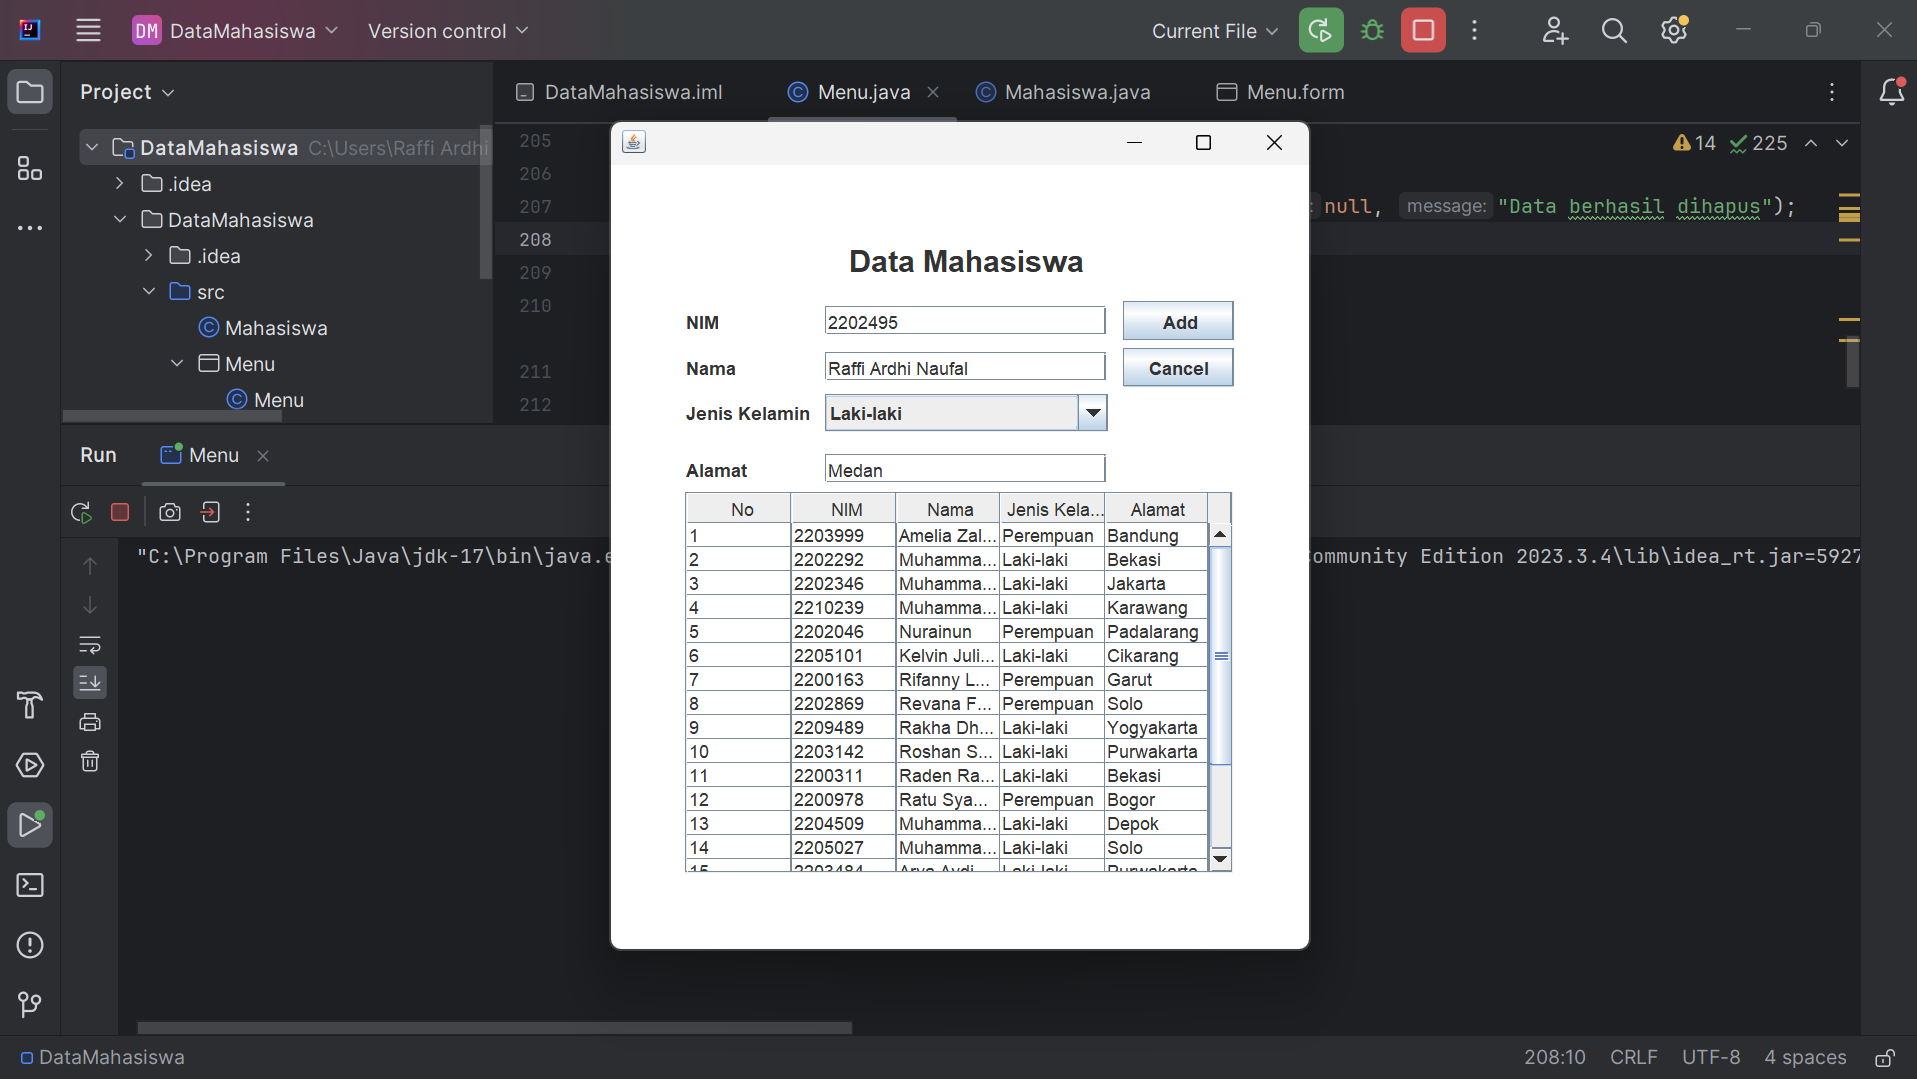 DM DataMahasiswa Version control Current File
Project
DataMahasiswa.iml Menu.java Mahasiswa.java Menu.form
DataMahasiswa C:\Users\Raffi Ardhi
.idea
DataMahasiswa
.idea
src
Mahasiswa
Menu
Menu
205
206
207
208
209
210
211
212
14 225
null, message: "Data berhasil dihapus");
Data Mahasiswa
NIM 2202495 Add
Nama Raffi Ardhi Naufal Cancel
Jenis Kelamin Laki-laki
Alamat Medan
No NIM Nama Jenis Kela... Alamat
1 2203999 Amelia Zal... Perempuan Bandung
2 2202292 Muhamma... Laki-laki Bekasi
3 2202346 Muhamma... Laki-laki Jakarta
4 2210239 Muhamma... Laki-laki Karawang
5 2202046 Nurainun Perempuan Padalarang
6 2205101 Kelvin Juli... Laki-laki Cikarang
7 2200163 Rifanny L... Perempuan Garut
8 2202869 Revana F... Perempuan Solo
9 2209489 Rakha Dh... Laki-laki Yogyakarta
10 2203142 Roshan S... Laki-laki Purwakarta
11 2200311 Raden Ra... Laki-laki Bekasi
12 2200978 Ratu Sya... Perempuan Bogor
13 2204509 Muhamma... Laki-laki Depok
14 2205027 Muhamma... Laki-laki Solo
15 2203484 Laki-laki Purwakarta
Run Menu
"C:\Program Files\Java\jdk-17\bin\java.e
ommunity Edition 2023.3.4\lib\idea_rt.jar=5927
DataMahasiswa 208:10 CRLF UTF-8 4 spaces